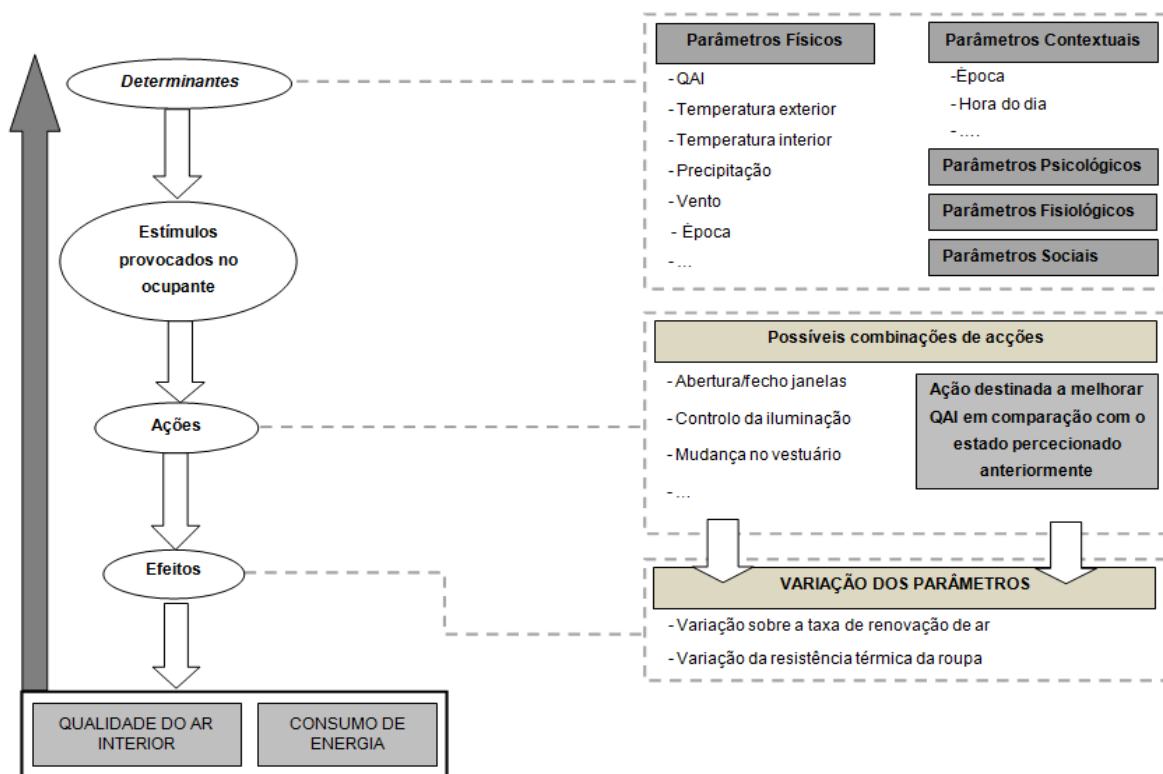 Determinantes
Estímulos
provocados no
ocupante
Ações
Efeitos
QUALIDADE DO AR
INTERIOR
CONSUMO DE
ENERGIA
Parâmetros Físicos
- QAI
- Temperatura exterior
- Temperatura interior
- Precipitação
- Vento
- Época
- ...
Parâmetros Contextuais
-Época
- Hora do dia
- ....
Parâmetros Psicológicos
Parâmetros Fisiológicos
Parâmetros Sociais
Possíveis combinações de acções
- Abertura/fecho janelas
- Controlo da iluminação
- Mudança no vestuário
- ...
Ação destinada a melhorar
QAI em comparação com o
estado percecionado
anteriormente
VARIAÇÃO DOS PARÂMETROS
- Variação sobre a taxa de renovação de ar
- Variação da resistência térmica da roupa